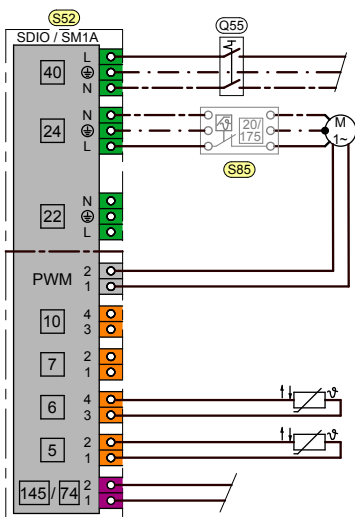 S52 Q55
SDIO / SM1A
L
40
N
N
24
L
20/
175
M
1~
S85
N
22
L
PWM 2
1
10 4
3
7 2
1
6 4
3
ϑ
5 2
1
ϑ
145 / 74 2
1